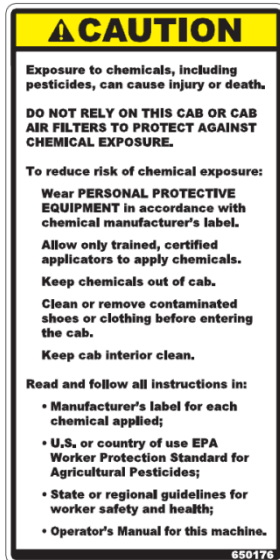 CAUTION
Exposure to chemicals, including
pesticides, can cause injury or death.
DO NOT RELY ON THIS CAB OR CAB
AIR FILTERS TO PROTECT AGAINST
CHEMICAL EXPOSURE.
To reduce risk of chemical exposure:
Wear PERSONAL PROTECTIVE
EQUIPMENT in accordance with
chemical manufacturer's label.
Allow only trained, certified
applicators to apply chemicals.
Keep chemicals out of cab.
Clean or remove contaminated
shoes or clothing before entering
the cab.
Keep cab interior clean.
Read and follow all instructions in:
• Manufacturer's label for each
chemical applied;
• U.S. or country of use EPA
Worker Protection Standard for
Agricultural Pesticides;
• State or regional guidelines for
worker safety and health;
• Operator's Manual for this machine.
650176